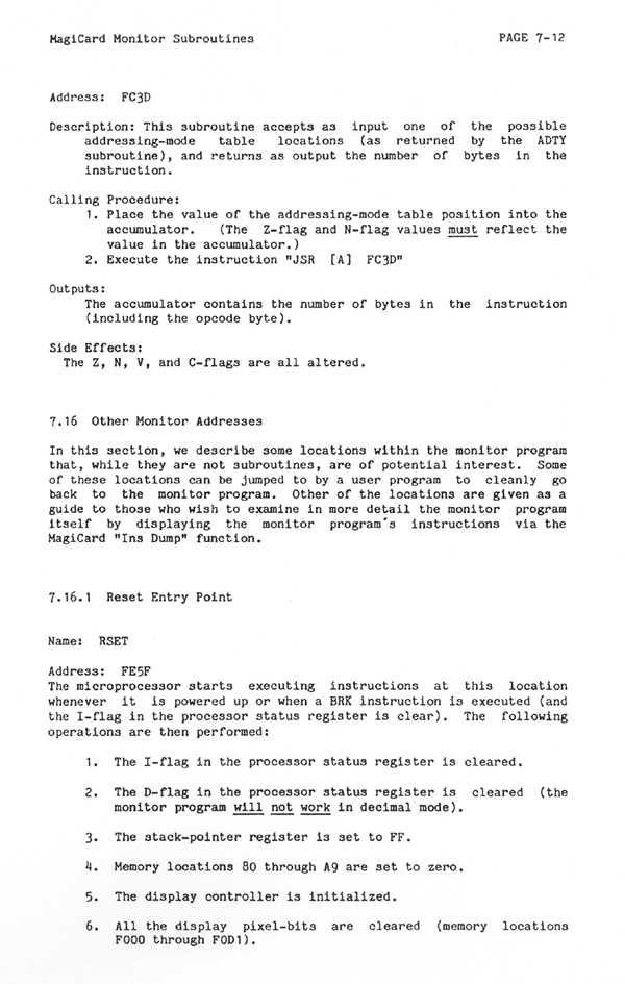 MagiCard Monitor Subroutines PAGE 7-12
Address: FC3D
Description: This subroutine accepts as input one of the possible
addressing-mode table locations (as returned by the ADTY
subroutine), and returns as output the number of bytes in the
instruction.
Calling Procedure:
1. Place the value of the addressing-mode table position into the
accumulator. (The Z-flag and N-flag values must reflect the
value in the accumulator.)
2. Execute the instruction "JSR [A] FC3D"
Outputs:
The accumulator contains the number of bytes in the instruction
(including the opcode byte).
Side Effects:
The Z, N, V, and C-flags are all altered.
7.16 Other Monitor Addresses
In this section, we describe some locations within the monitor program
that, while they are not subroutines, are of potential interest. Some
of these locations can be jumped to by a user program to cleanly go
back to the monitor program. Other of the locations are given as a
guide to those who wish to examine in more detail the monitor program
itself by displaying the monitor program's instructions via the
MagiCard "Ins Dump" function.
7.16.1 Reset Entry Point
Name: RSET
Address: FE5F
The microprocessor starts executing instructions at this location
whenever it is powered up or when a BRK instruction is executed (and
the I-flag in the processor status register is clear). The following
operations are then performed:
1. The I-flag in the processor status register is cleared.
2. The D-flag in the processor status register is cleared (the
monitor program will not work in decimal mode).
3. The stack-pointer register is set to FF.
4. Memory locations 80 through A9 are set to zero.
5. The display controller is initialized.
6. All the display pixel-bits are cleared (memory locations
F000 through F0D1).